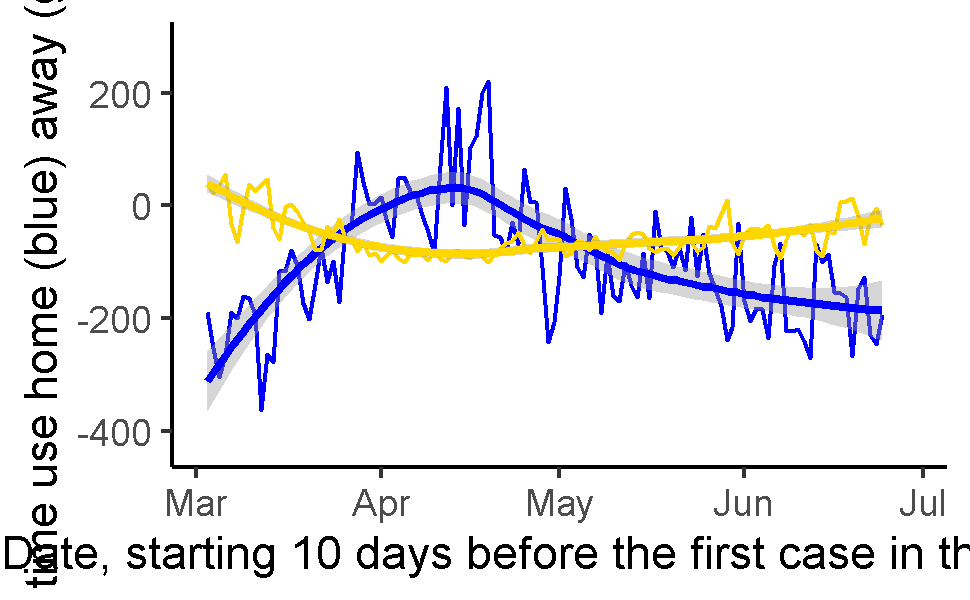 time use home (blue) away (
200
0
-200
-400
Mar Apr May Jun Jul
Date, starting 10 days before the first case in th